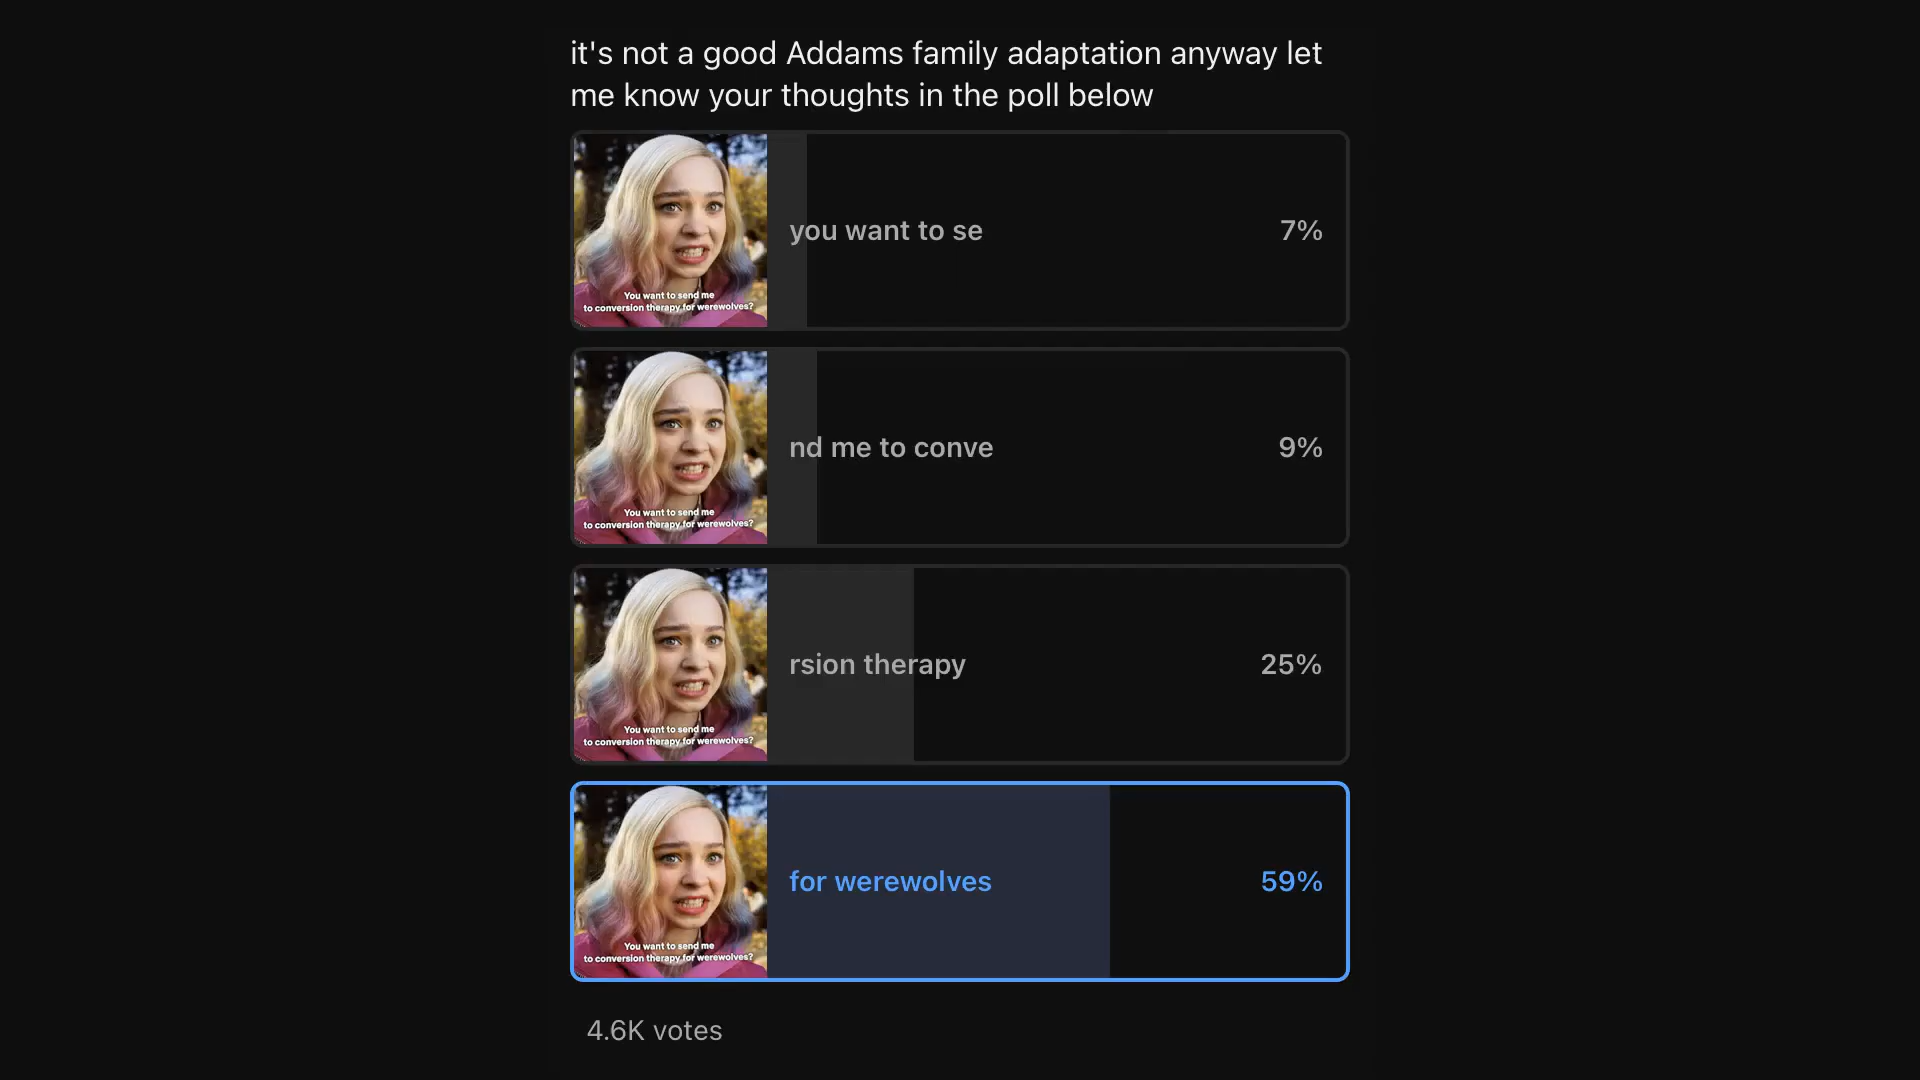 it's not a good Addams family adaptation anyway let
me know your thoughts in the poll below
You want to send me
to conversion therapy for werewolves?
you want to se
7%
You want to send me
to conversion therapy for werewolves?
nd me to conve
9%
You want to send me
to conversion therapy for werewolves?
rsion therapy
25%
You want to send me
to conversion therapy for werewolves?
for werewolves
59%
4.6K votes